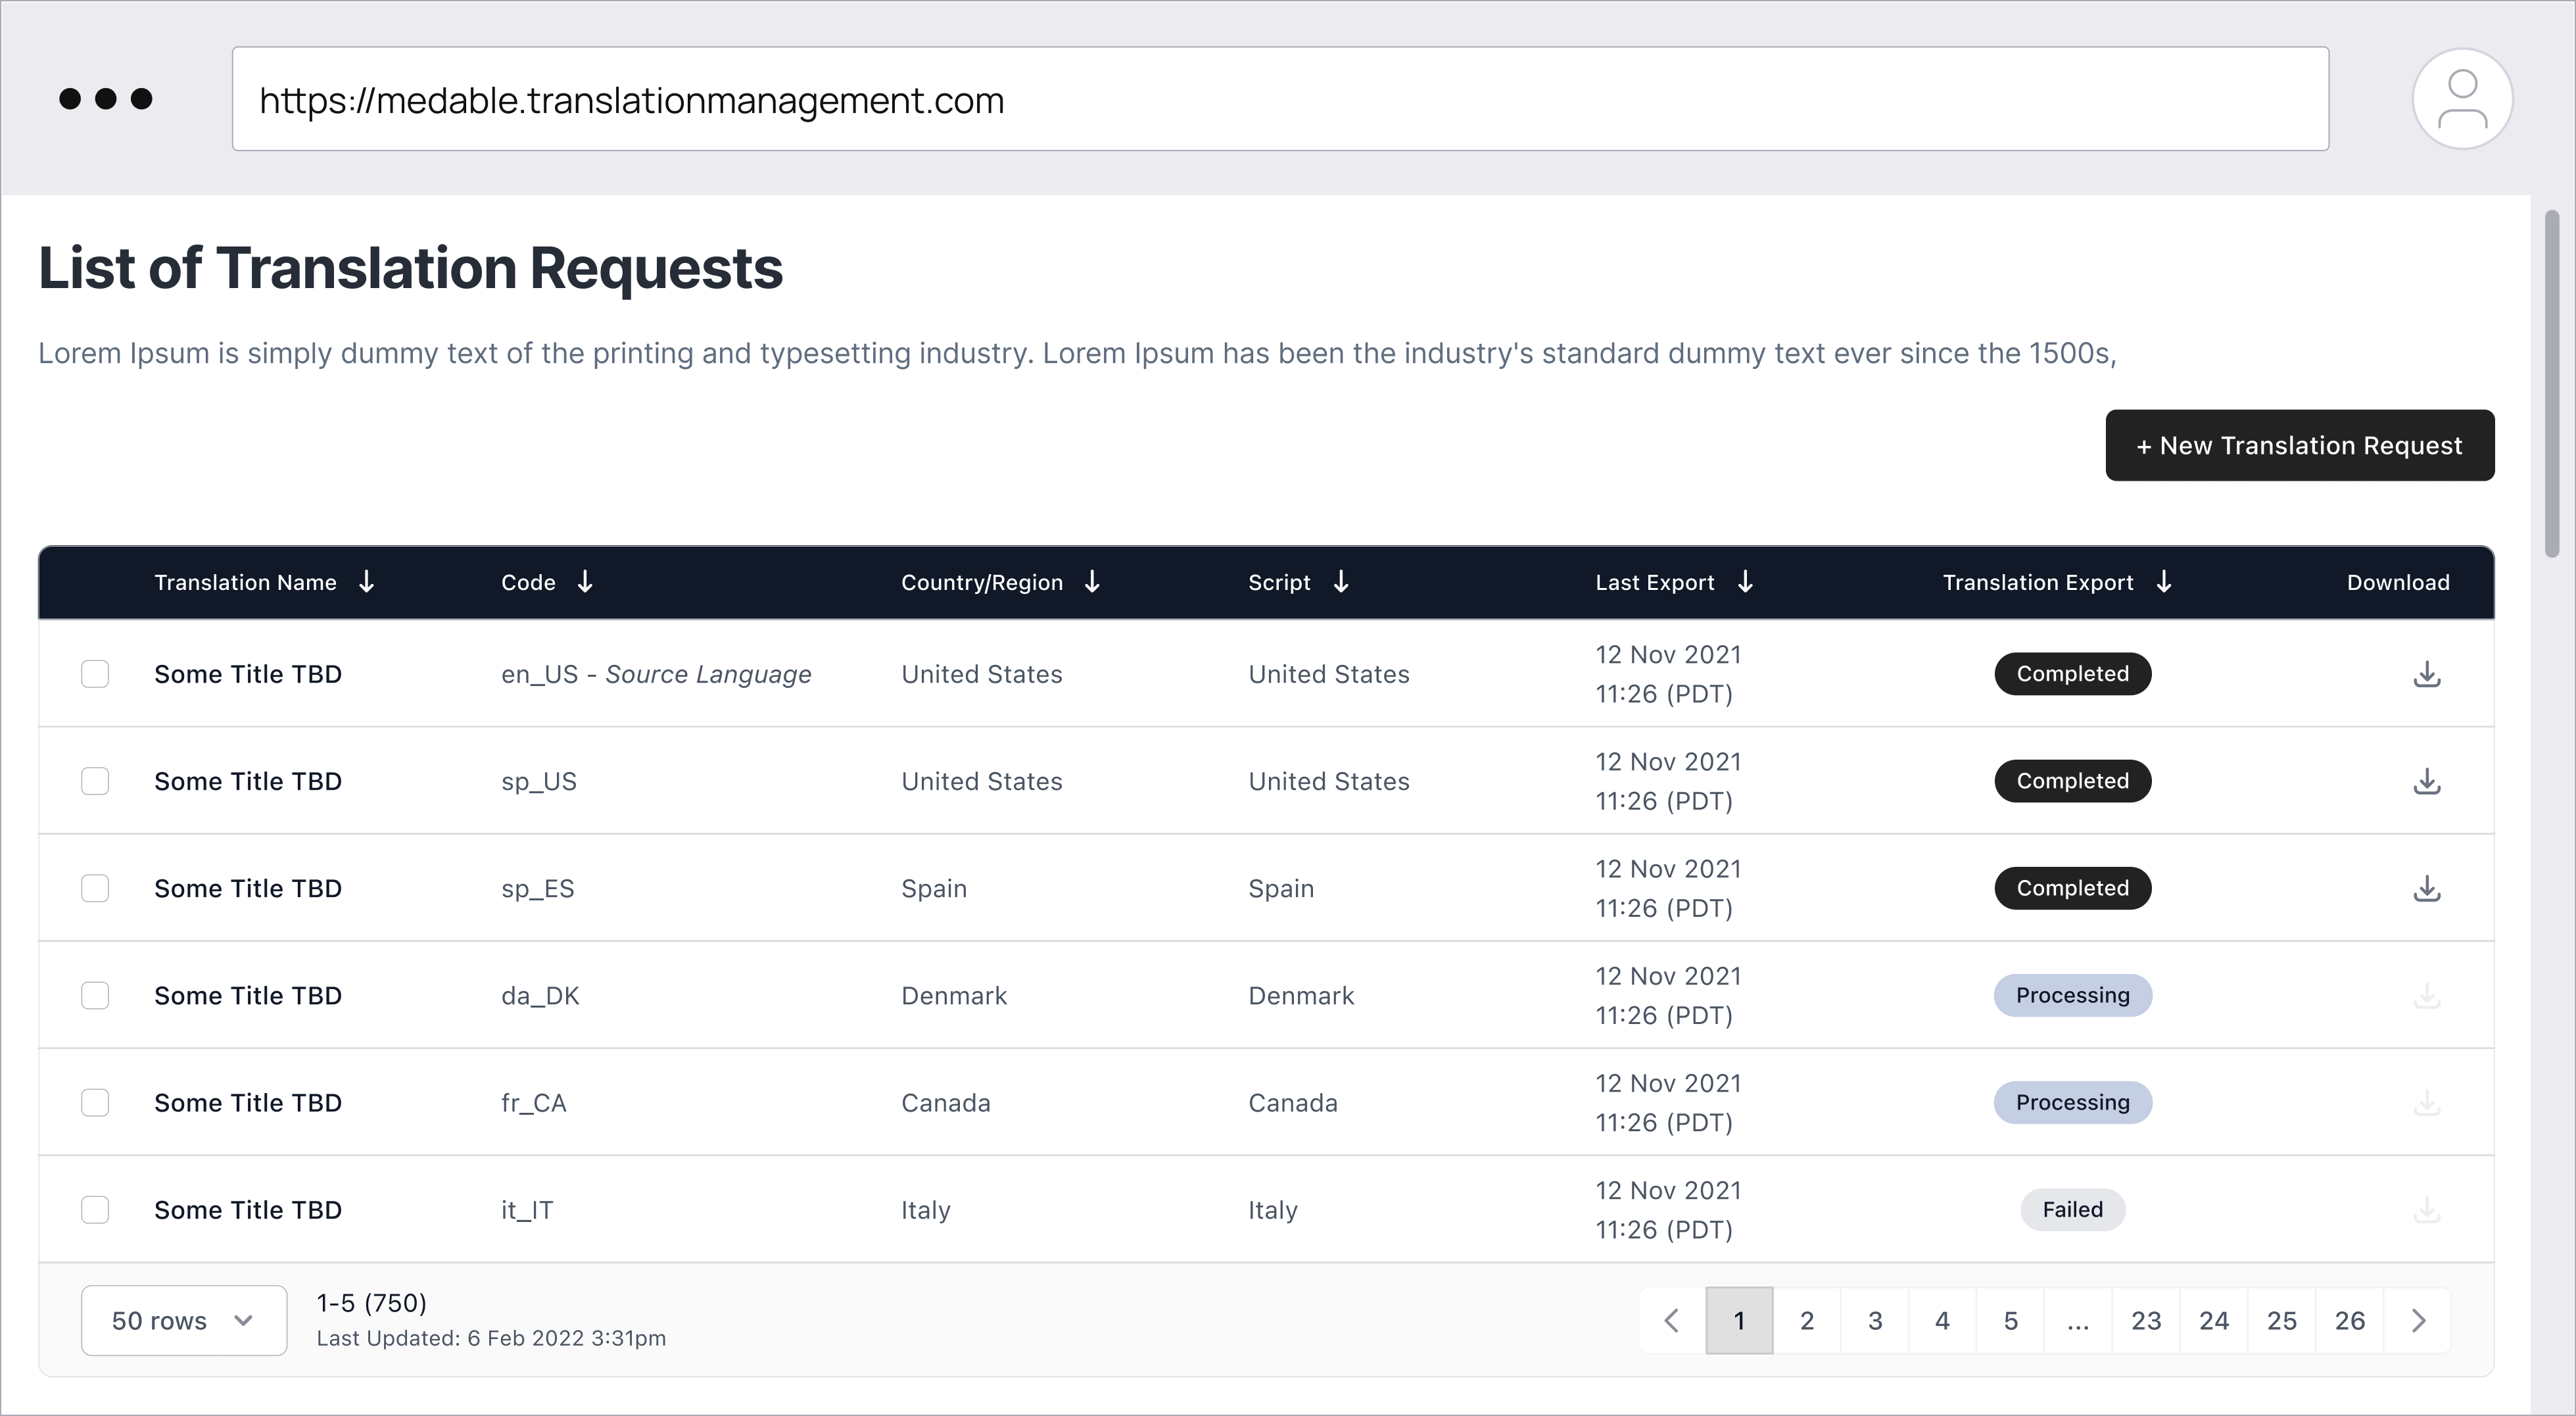 https://medable.translationmanagement.com
List of Translation Requests
Lorem Ipsum is simply dummy text of the printing and typesetting industry. Lorem Ipsum has been the industry's standard dummy text ever since the 1500s,
+ New Translation Request
Translation Name Code Country/Region Script Last Export Translation Export Download
Some Title TBD en_US - Source Language United States United States 12 Nov 2021 11:26 (PDT) Completed
Some Title TBD sp_US United States United States 12 Nov 2021 11:26 (PDT) Completed
Some Title TBD sp_ES Spain Spain 12 Nov 2021 11:26 (PDT) Completed
Some Title TBD da_DK Denmark Denmark 12 Nov 2021 11:26 (PDT) Processing
Some Title TBD fr_CA Canada Canada 12 Nov 2021 11:26 (PDT) Processing
Some Title TBD it_IT Italy Italy 12 Nov 2021 11:26 (PDT) Failed
50 rows
1-5 (750)
Last Updated: 6 Feb 2022 3:31pm
1 2 3 4 5 ... 23 24 25 26